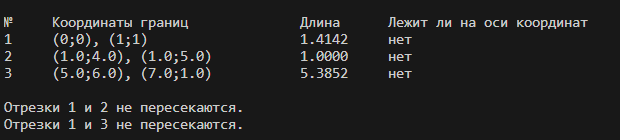 № Координаты границ Длина Лежит ли на оси координат
1 (0;0), (1;1) 1.4142 нет
2 (1.0;4.0), (1.0;5.0) 1.0000 нет
3 (5.0;6.0), (7.0;1.0) 5.3852 нет
Отрезки 1 и 2 не пересекаются.
Отрезки 1 и 3 не пересекаются.